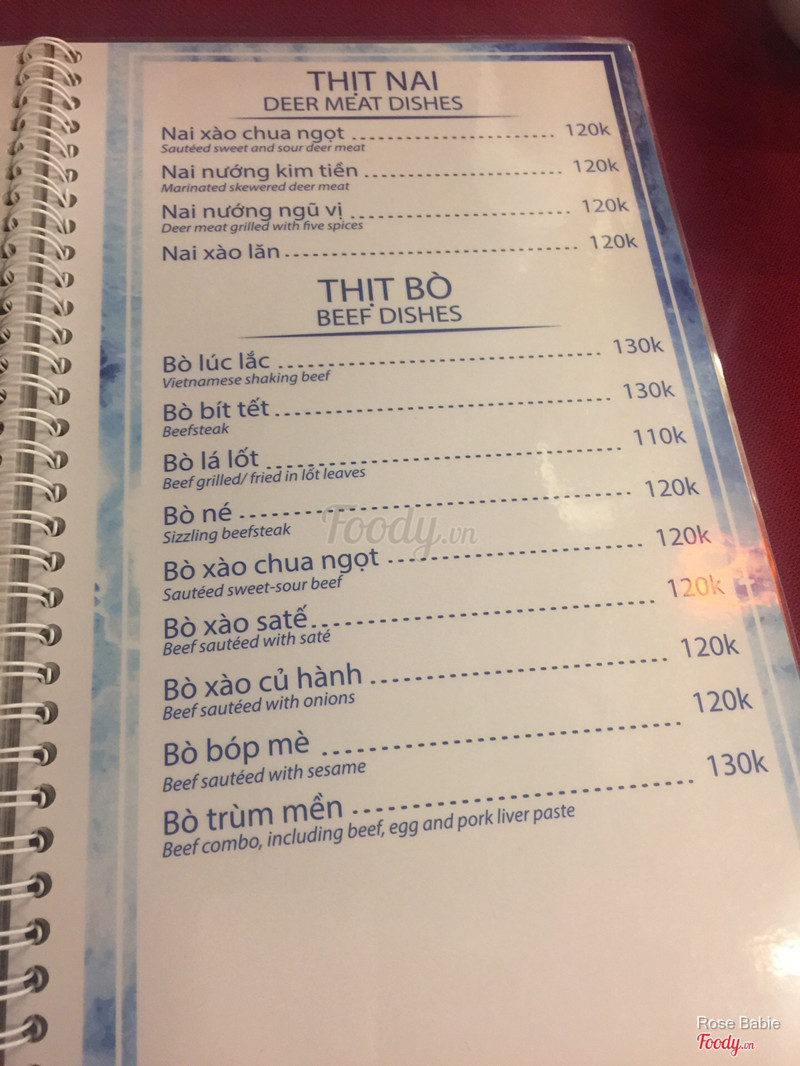 THỊT NAI
DEER MEAT DISHES
Nai xào chua ngọt ........................ 120k
Sautéed sweet and sour deer meat
Nai nướng kim tiền ........................ 120k
Marinated skewered deer meat
Nai nướng ngũ vị ........................ 120k
Deer meat grilled with five spices
Nai xào lăn ........................ 120k
THỊT BÒ
BEEF DISHES
Bò lúc lắc ........................ 130k
Vietnamese shaking beef
Bò bít tết ........................ 130k
Beefsteak
Bò lá lốt ........................ 110k
Beef grilled/ fried in lốt leaves
Bò né ........................ 120k
Sizzling beefsteak
Bò xào chua ngọt ........................ 120k
Sautéed sweet-sour beef
Bò xào satế ........................ 120k
Beef sautéed with saté
Bò xào củ hành ........................ 120k
Beef sautéed with onions
Bò bóp mè ........................ 120k
Beef sautéed with sesame
Bò trùm mền ........................ 130k
Beef combo, including beef, egg and pork liver paste
Foody.vn
Rose Babie
Foody.vn